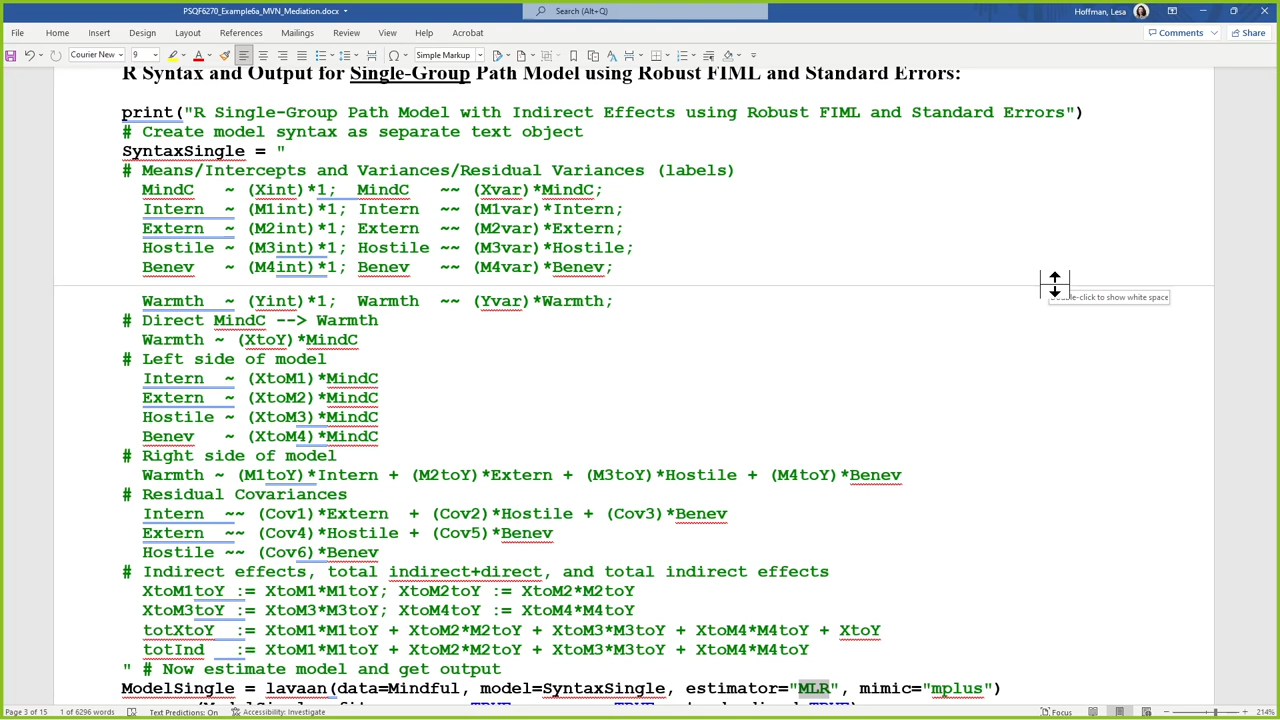 PSQF6270_Example6a_MVN_Mediation.docx
Search (Alt+Q)
Hoffman, Lesa
File Home Insert Design Layout References Mailings Review View Help Acrobat
Comments Share
Courier New 9 Simple Markup
R Syntax and Output for Single-Group Path Model using Robust FIML and Standard Errors:
print("R Single-Group Path Model with Indirect Effects using Robust FIML and Standard Errors")
# Create model syntax as separate text object
SyntaxSingle = "
# Means/Intercepts and Variances/Residual Variances (labels)
MindC ~ (Xint)*1; MindC ~~ (Xvar)*MindC;
Intern ~ (M1int)*1; Intern ~~ (M1var)*Intern;
Extern ~ (M2int)*1; Extern ~~ (M2var)*Extern;
Hostile ~ (M3int)*1; Hostile ~~ (M3var)*Hostile;
Benev ~ (M4int)*1; Benev ~~ (M4var)*Benev;
-click to show white space
Warmth ~ (Yint)*1; Warmth ~~ (Yvar)*Warmth;
# Direct MindC --> Warmth
Warmth ~ (XtoY)*MindC
# Left side of model
Intern ~ (XtoM1)*MindC
Extern ~ (XtoM2)*MindC
Hostile ~ (XtoM3)*MindC
Benev ~ (XtoM4)*MindC
# Right side of model
Warmth ~ (M1toY)*Intern + (M2toY)*Extern + (M3toY)*Hostile + (M4toY)*Benev
# Residual Covariances
Intern ~~ (Cov1)*Extern + (Cov2)*Hostile + (Cov3)*Benev
Extern ~~ (Cov4)*Hostile + (Cov5)*Benev
Hostile ~~ (Cov6)*Benev
# Indirect effects, total indirect+direct, and total indirect effects
XtoM1toY := XtoM1*M1toY; XtoM2toY := XtoM2*M2toY
XtoM3toY := XtoM3*M3toY; XtoM4toY := XtoM4*M4toY
totXtoY := XtoM1*M1toY + XtoM2*M2toY + XtoM3*M3toY + XtoM4*M4toY + XtoY
totInd := XtoM1*M1toY + XtoM2*M2toY + XtoM3*M3toY + XtoM4*M4toY
" # Now estimate model and get output
ModelSingle = lavaan(data=Mindful, model=SyntaxSingle, estimator="MLR", mimic="mplus")
Page 3 of 15 1 of 6296 words Text Predictions: On Accessibility: Investigate Focus 214%